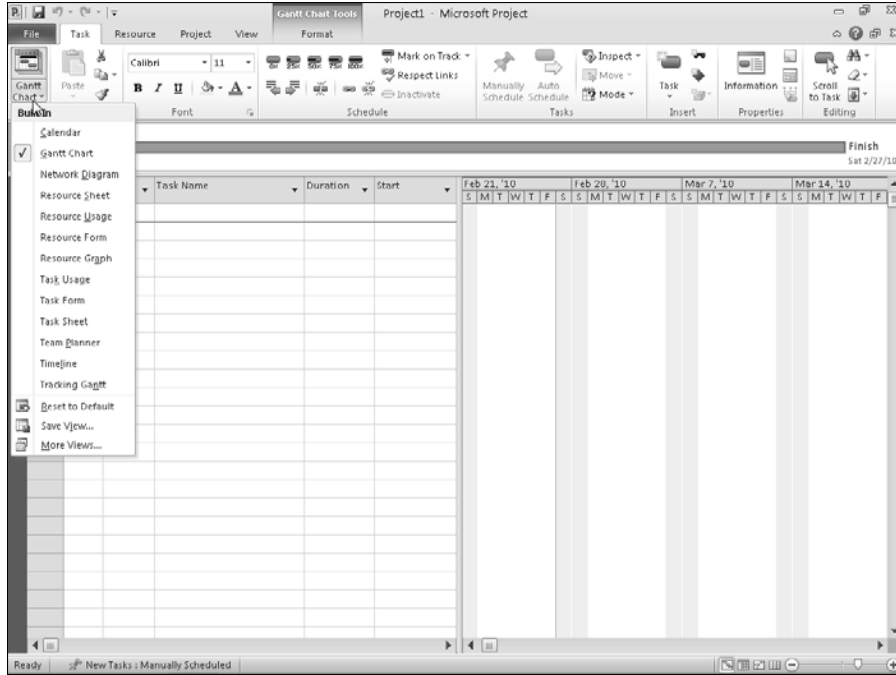 Gantt Chart Tools
Project1 - Microsoft Project
File Task Resource Project View Format
Gantt Chart
Paste
Calibri 11
B I U A
Font
0% 25% 50% 75% 100%
Mark on Track
Respect Links
Inactivate
Schedule
Manually Schedule
Auto Schedule
Inspect
Move
Mode
Tasks
Task
Insert
Information
Properties
Scroll to Task
Editing
Calendar
Gantt Chart
Network Diagram
Resource Sheet
Resource Usage
Resource Form
Resource Graph
Task Usage
Task Form
Task Sheet
Team Planner
Timeline
Tracking Gantt
Reset to Default
Save View...
More Views...
Finish
Sat 2/27/10
Task Name Duration Start
Feb 21, '10 Feb 28, '10 Mar 7, '10 Mar 14, '10
S M T W T F S S M T W T F S S M T W T F S S M T W T F
Ready New Tasks : Manually Scheduled